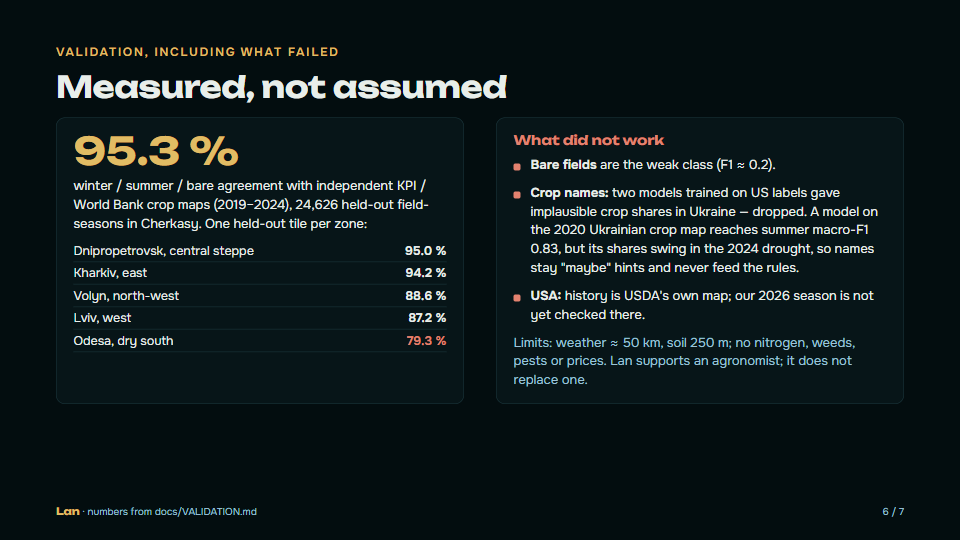 VALIDATION, INCLUDING WHAT FAILED
Measured, not assumed
95.3 %
winter / summer / bare agreement with independent KPI /
World Bank crop maps (2019–2024), 24,626 held-out field-
seasons in Cherkasy. One held-out tile per zone:
Dnipropetrovsk, central steppe 95.0 %
Kharkiv, east 94.2 %
Volyn, north-west 88.6 %
Lviv, west 87.2 %
Odesa, dry south 79.3 %
What did not work
Bare fields are the weak class (F1 ≈ 0.2).
Crop names: two models trained on US labels gave
implausible crop shares in Ukraine — dropped. A model on
the 2020 Ukrainian crop map reaches summer macro-F1
0.83, but its shares swing in the 2024 drought, so names
stay "maybe" hints and never feed the rules.
USA: history is USDA's own map; our 2026 season is not
yet checked there.
Limits: weather ≈ 50 km, soil 250 m; no nitrogen, weeds,
pests or prices. Lan supports an agronomist; it does not
replace one.
Lan · numbers from docs/VALIDATION.md
6 / 7